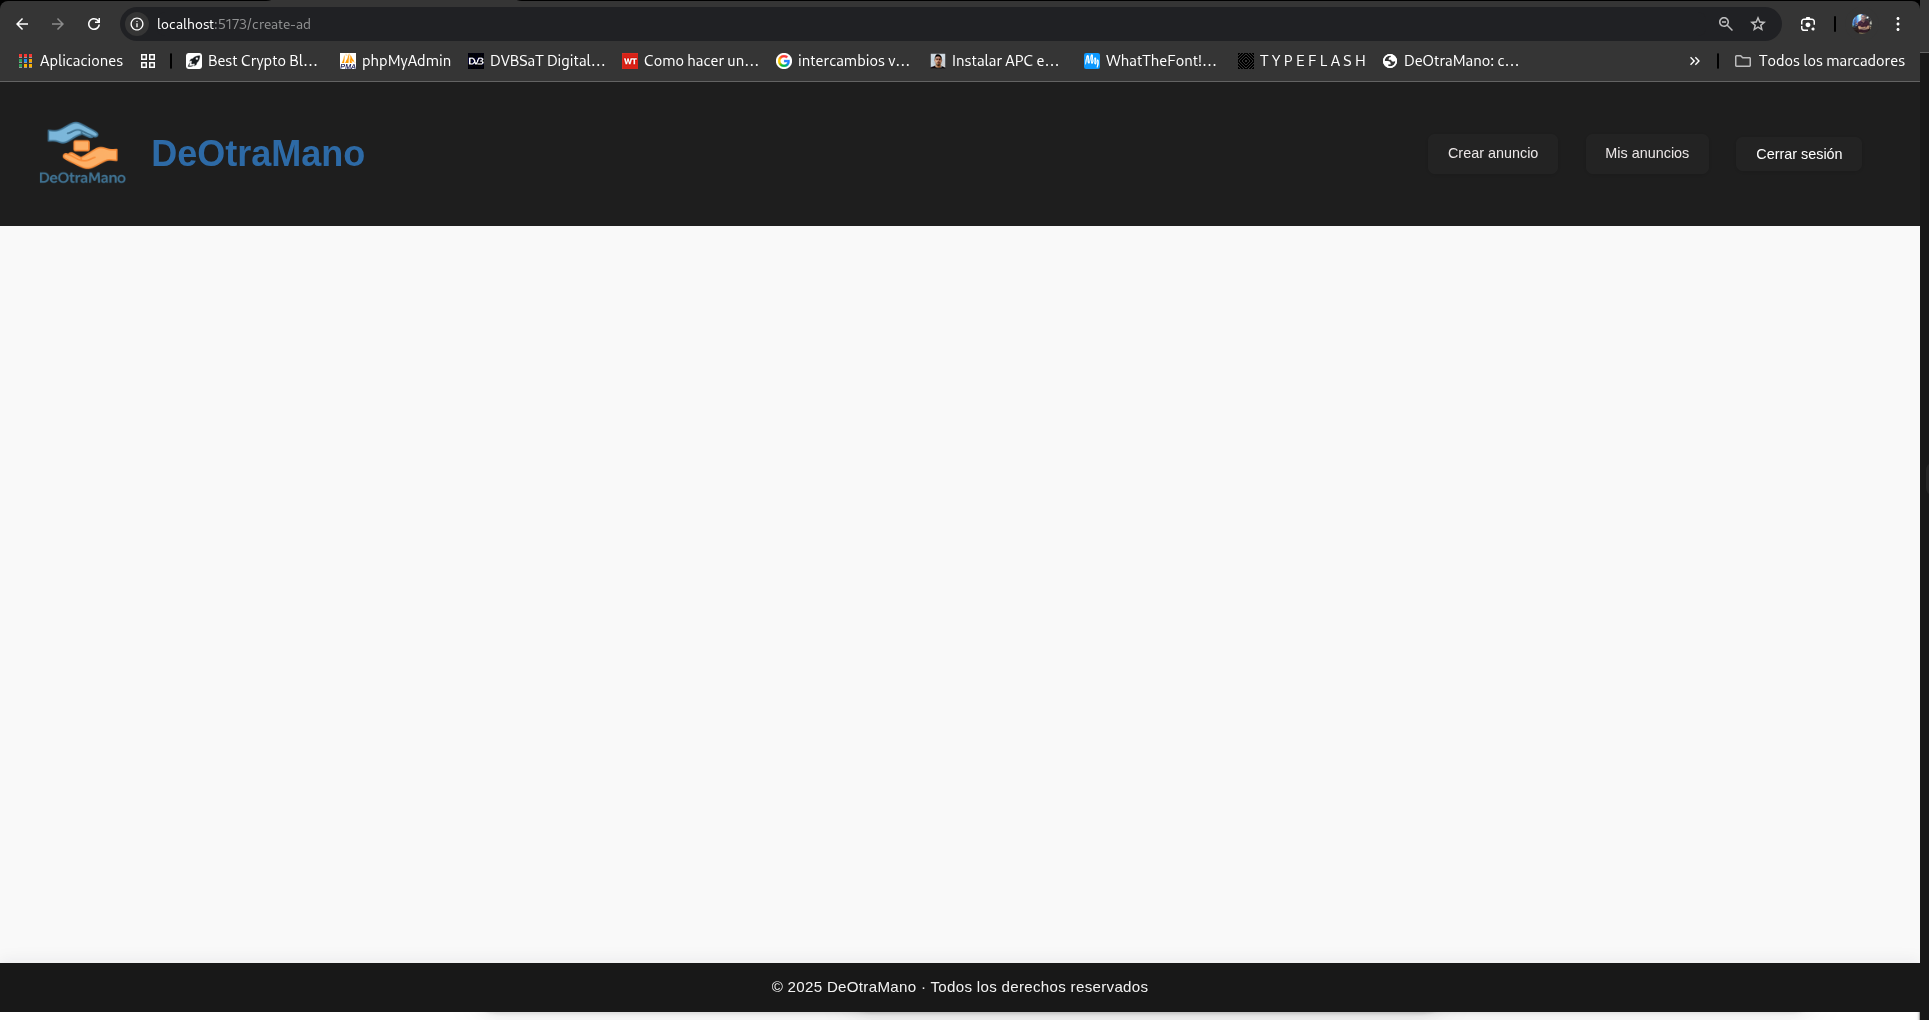 localhost:5173/create-ad
Aplicaciones Best Crypto Bl... phpMyAdmin DVBSaT Digital... Como hacer un... intercambios v... Instalar APC e... WhatTheFont!... T Y P E F L A S H DeOtraMano: c... » Todos los marcadores
DeOtraMano
DeOtraMano
Crear anuncio Mis anuncios Cerrar sesión
© 2025 DeOtraMano · Todos los derechos reservados